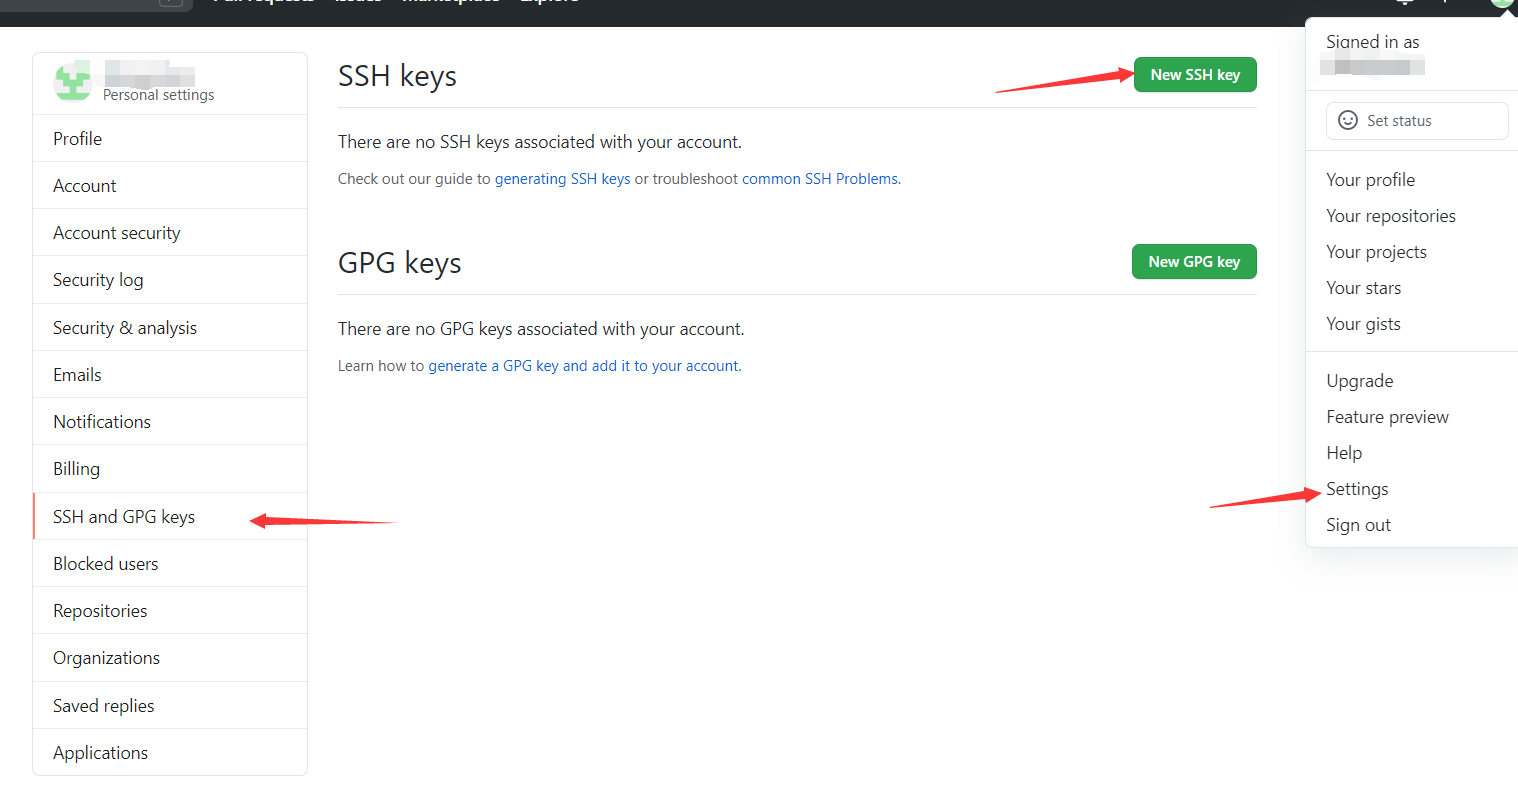 Pull requests Issues Marketplace Explore
Personal settings
Profile
Account
Account security
Security log
Security & analysis
Emails
Notifications
Billing
SSH and GPG keys
Blocked users
Repositories
Organizations
Saved replies
Applications
SSH keys
New SSH key
There are no SSH keys associated with your account.
Check out our guide to generating SSH keys or troubleshoot common SSH Problems.
GPG keys
New GPG key
There are no GPG keys associated with your account.
Learn how to generate a GPG key and add it to your account.
Signed in as
Set status
Your profile
Your repositories
Your projects
Your stars
Your gists
Upgrade
Feature preview
Help
Settings
Sign out